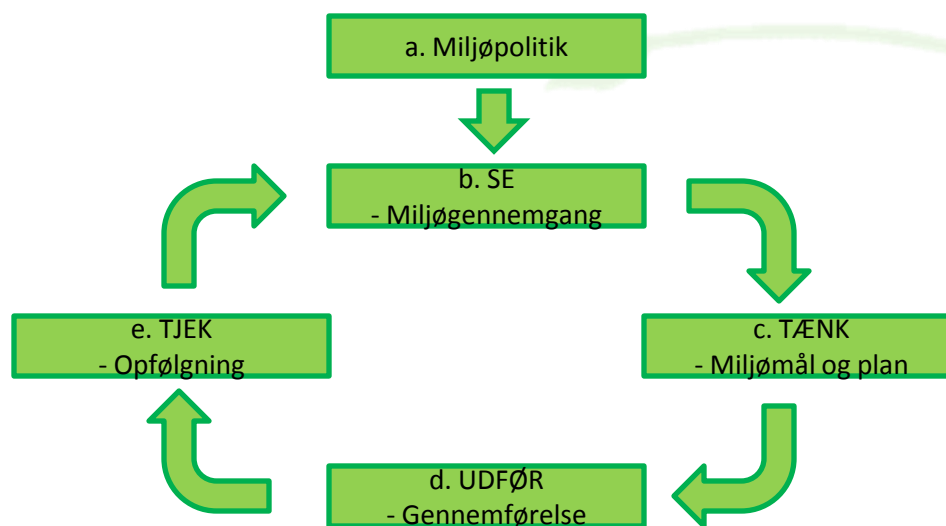 a. Miljøpolitik
b. SE
- Miljøgennemgang
c. TÆNK
- Miljømål og plan
d. UDFØR
- Gennemførelse
e. TJEK
- Opfølgning